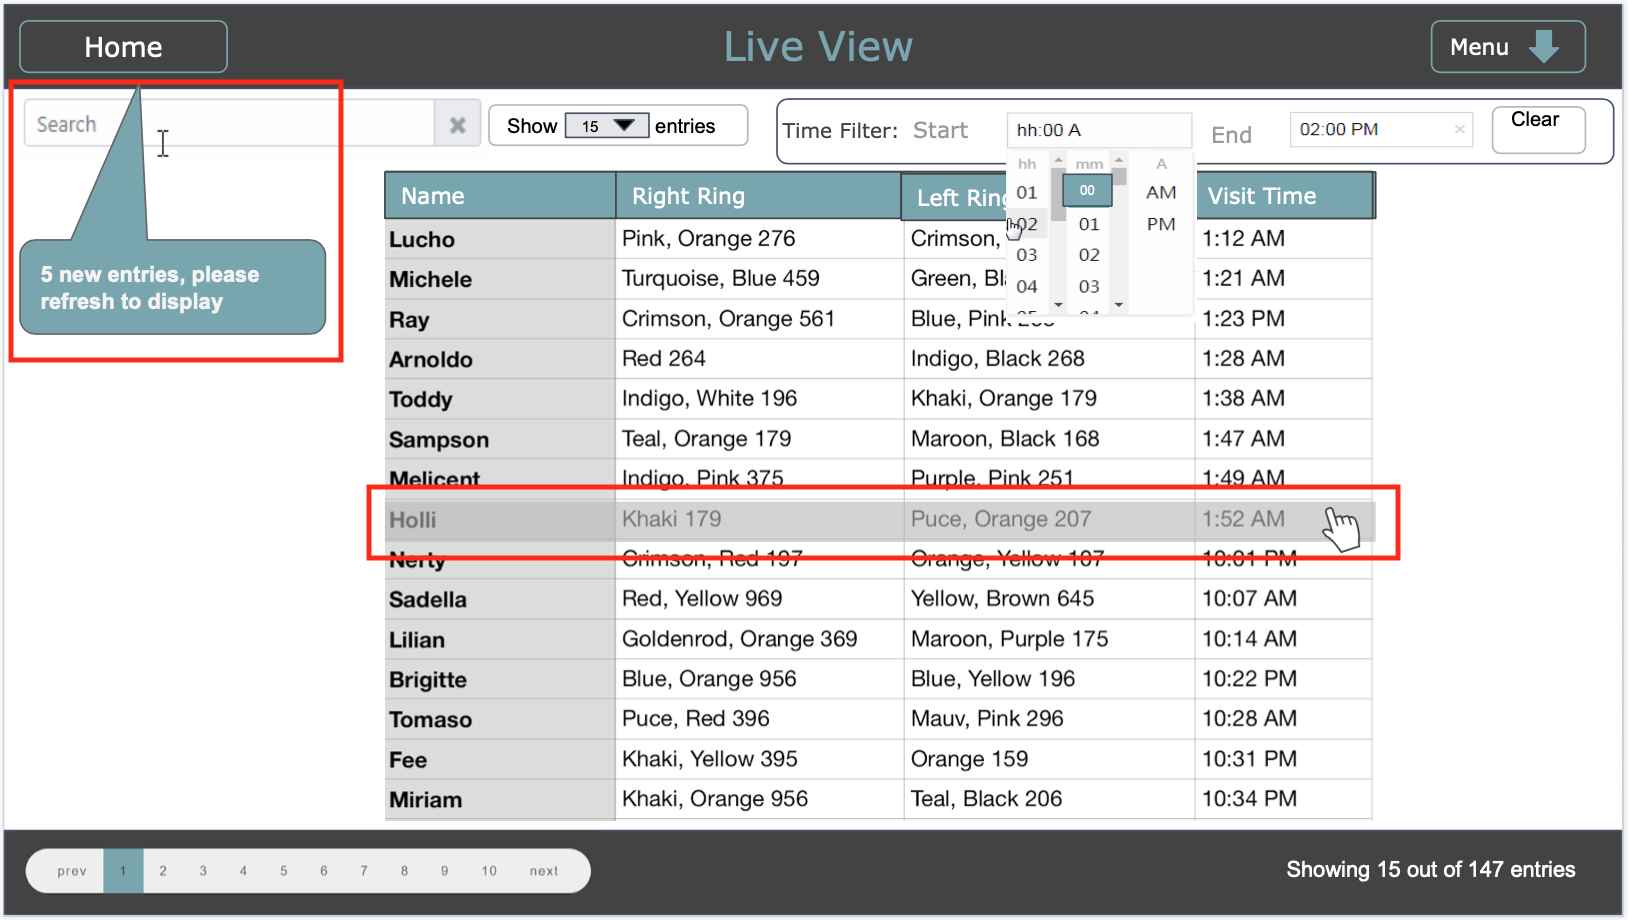 Home
Live View
Menu
Search
×
Show 15 entries
Time Filter: Start
hh:00 A
End
02:00 PM ×
Clear
hh mm A
01 00 AM
02 01 PM
03 02
04 03
5 new entries, please
refresh to display
Name Right Ring Left Ring Visit Time
Lucho Pink, Orange 276 Crimson, 1:12 AM
Michele Turquoise, Blue 459 Green, 1:21 AM
Ray Crimson, Orange 561 Blue, Pink 1:23 PM
Arnoldo Red 264 Indigo, Black 268 1:28 AM
Toddy Indigo, White 196 Khaki, Orange 179 1:38 AM
Sampson Teal, Orange 179 Maroon, Black 168 1:47 AM
Melicent Indigo, Pink 375 Purple, Pink 251 1:49 AM
Holli Khaki 179 Puce, Orange 207 1:52 AM
Nerty Crimson, Red 197 Orange, Yellow 107 10:01 PM
Sadella Red, Yellow 969 Yellow, Brown 645 10:07 AM
Lilian Goldenrod, Orange 369 Maroon, Purple 175 10:14 AM
Brigitte Blue, Orange 956 Blue, Yellow 196 10:22 PM
Tomaso Puce, Red 396 Mauv, Pink 296 10:28 AM
Fee Khaki, Yellow 395 Orange 159 10:31 PM
Miriam Khaki, Orange 956 Teal, Black 206 10:34 PM
prev 1 2 3 4 5 6 7 8 9 10 next
Showing 15 out of 147 entries